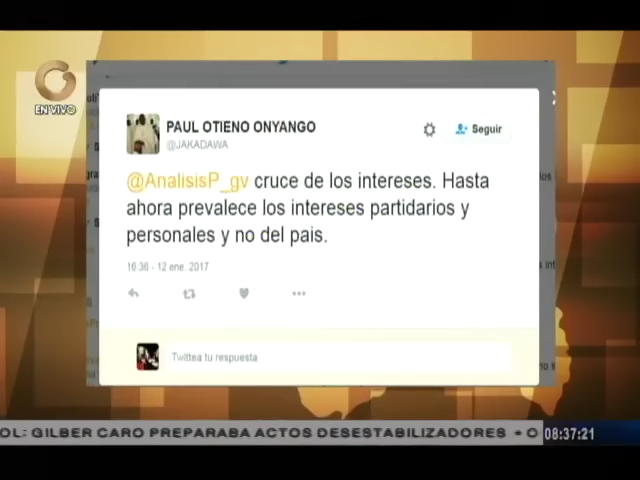 EN VIVO
PAUL OTIENO ONYANGO
@JAKADAWA
Seguir
@AnalisisP_gv cruce de los intereses. Hasta
ahora prevalece los intereses partidarios y
personales y no del pais.
16:36 - 12 ene. 2017
Twittea tu respuesta
OL: GILBER CARO PREPARABA ACTOS DESESTABILIZADORES
08:37:21